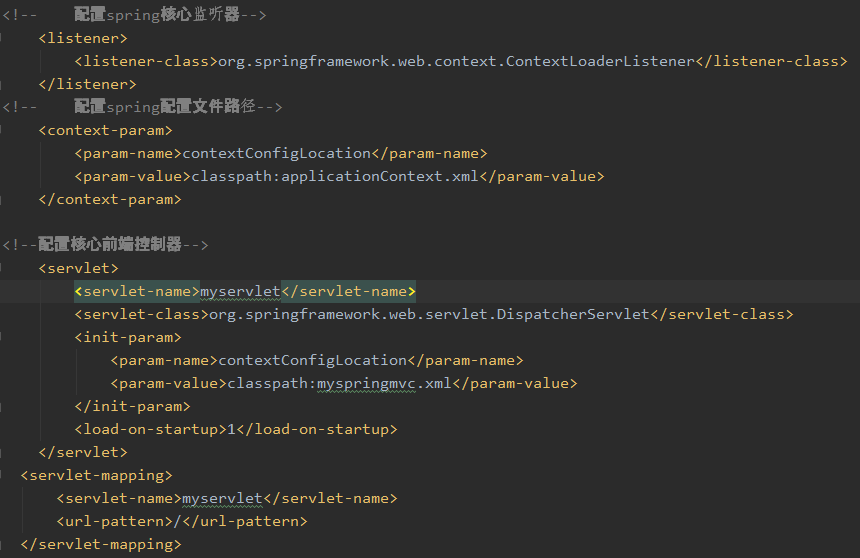 <!--    配置spring核心监听器-->
<listener>
<listener-class>org.springframework.web.context.ContextLoaderListener</listener-class>
</listener>
<!--    配置spring配置文件路径-->
<context-param>
<param-name>contextConfigLocation</param-name>
<param-value>classpath:applicationContext.xml</param-value>
</context-param>
<!--配置核心前端控制器-->
<servlet>
<servlet-name>myservlet</servlet-name>
<servlet-class>org.springframework.web.servlet.DispatcherServlet</servlet-class>
<init-param>
<param-name>contextConfigLocation</param-name>
<param-value>classpath:myspringmvc.xml</param-value>
</init-param>
<load-on-startup>1</load-on-startup>
</servlet>
<servlet-mapping>
<servlet-name>myservlet</servlet-name>
<url-pattern>/</url-pattern>
</servlet-mapping>